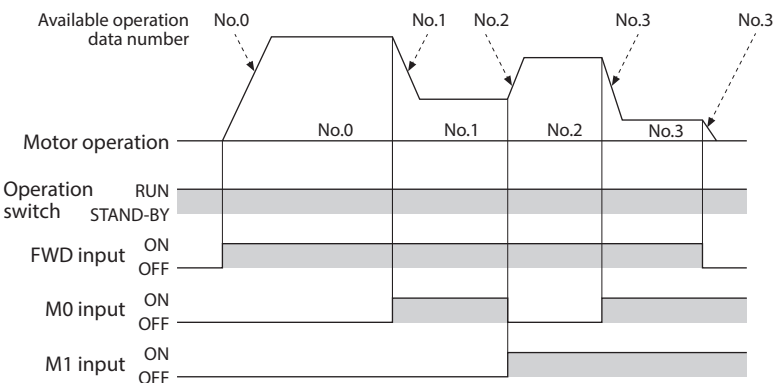 Available operation data number No.0 No.1 No.2 No.3 No.3
Motor operation No.0 No.1 No.2 No.3
Operation switch RUN
STAND-BY
FWD input ON
OFF
M0 input ON
OFF
M1 input ON
OFF